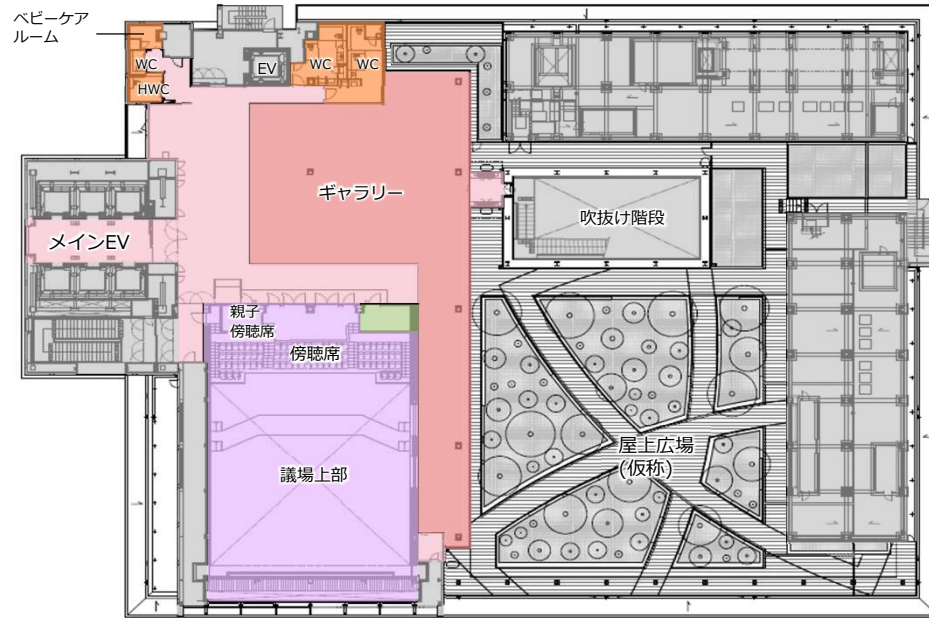 ベビーケア
ルーム
WC
HWC
EV
WC
WC
ギャラリー
吹抜け階段
メインEV
親子
傍聴席
傍聴席
議場上部
屋上広場
(仮称)